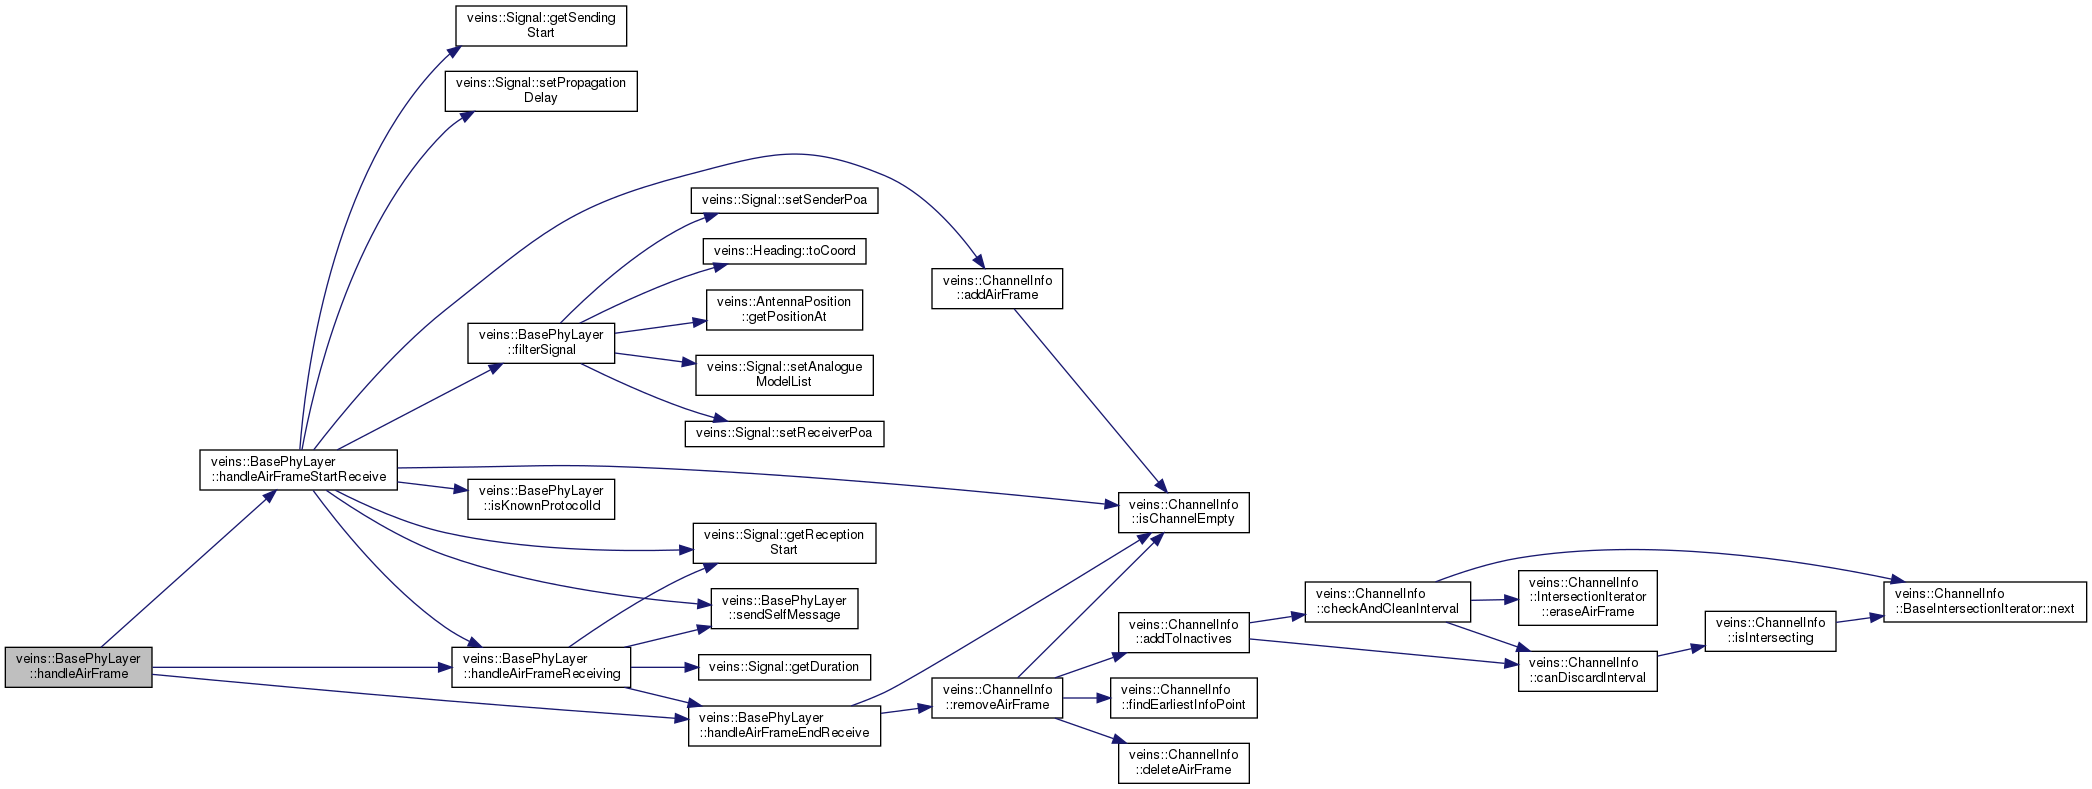 veins::Signal::getSending
Start
veins::Signal::setPropagation
Delay
veins::Signal::setSenderPoa
veins::Heading::toCoord
veins::AntennaPosition
::getPositionAt
veins::BasePhyLayer
::filterSignal
veins::Signal::setAnalogue
ModelList
veins::Signal::setReceiverPoa
veins::ChannelInfo
::addAirFrame
veins::BasePhyLayer
::handleAirFrameStartReceive
veins::BasePhyLayer
::isKnownProtocolId
veins::ChannelInfo
::isChannelEmpty
veins::Signal::getReception
Start
veins::BasePhyLayer
::sendSelfMessage
veins::BasePhyLayer
::handleAirFrame
veins::BasePhyLayer
::handleAirFrameReceiving
veins::Signal::getDuration
veins::BasePhyLayer
::handleAirFrameEndReceive
veins::ChannelInfo
::removeAirFrame
veins::ChannelInfo
::addToInactives
veins::ChannelInfo
::findEarliestInfoPoint
veins::ChannelInfo
::deleteAirFrame
veins::ChannelInfo
::checkAndCleanInterval
veins::ChannelInfo
::IntersectionIterator
::eraseAirFrame
veins::ChannelInfo
::canDiscardInterval
veins::ChannelInfo
::isIntersecting
veins::ChannelInfo
::BaseIntersectionIterator::next